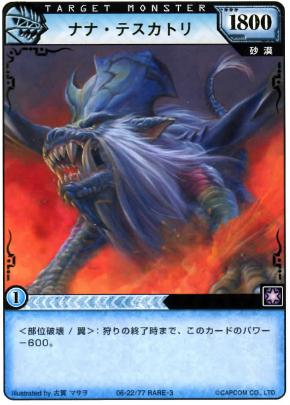 TARGET MONSTER
ナナ・テスカトリ
1800
砂漠
1
<部位破壊 / 翼>：狩りの終了時まで、このカードのパワー
−600。
Illustrated by 古賀 マサヲ
06-22/77 RARE-3
©CAPCOM CO., LTD